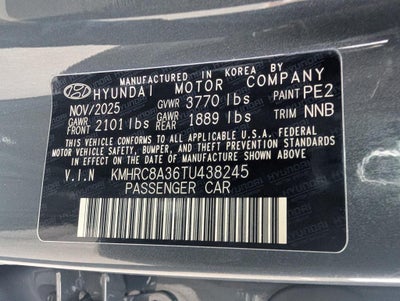 MANUFACTURED IN KOREA BY
HYUNDAI MOTOR COMPANY
NOV/2025 GVWR 3770 lbs PAINT PE2
GAWR FRONT 2101 lbs GAWR REAR 1889 lbs TRIM NNB
THIS VEHICLE CONFORMS TO ALL APPLICABLE U.S.A. FEDERAL
MOTOR VEHICLE SAFETY, BUMPER, AND THEFT PREVENTION
STANDARDS IN EFFECT ON THE DATE OF MANUFACTURE SHOWN ABOVE.
V.I.N KMHRC8A36TU438245
PASSENGER CAR